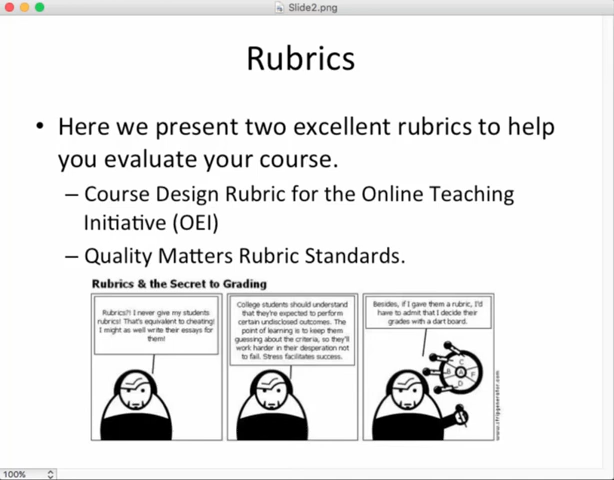 Slide2.png
Rubrics
• Here we present two excellent rubrics to help
you evaluate your course.
– Course Design Rubric for the Online Teaching
Initiative (OEI)
– Quality Matters Rubric Standards.
Rubrics & the Secret to Grading
Rubrics?! I never give my students
rubrics! That's equivalent to cheating!
I might as well write their essays for
them!
College students should understand
that they're expected to perform
certain undisclosed outcomes. The
point of learning is to keep them
guessing about the criteria, so they'll
work harder in their desperation not
to fail. Stress facilitates success.
Besides, if I gave them a rubric, I'd
have to admit that I decide their
grades with a dart board.
www.stripgenerator.com
100%